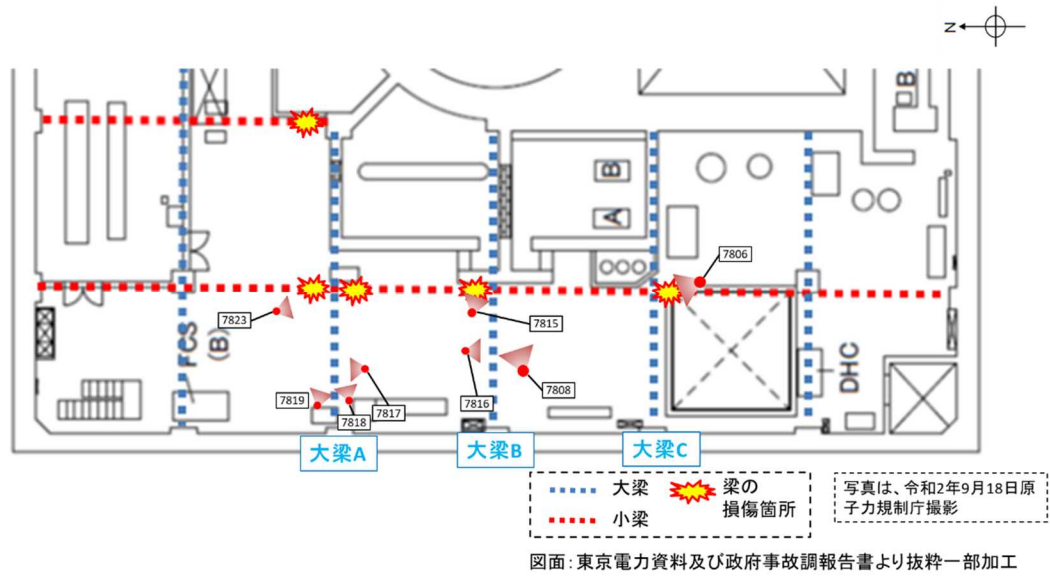 N
B
B
A
7806
7823
7815
FCS
(B)
7816
7808
DHC
7819
7818
7817
大梁A
大梁B
大梁C
大梁
梁の
損傷箇所
小梁
写真は、令和2年9月18日原
子力規制庁撮影
図面：東京電力資料及び政府事故調報告書より抜粋一部加工